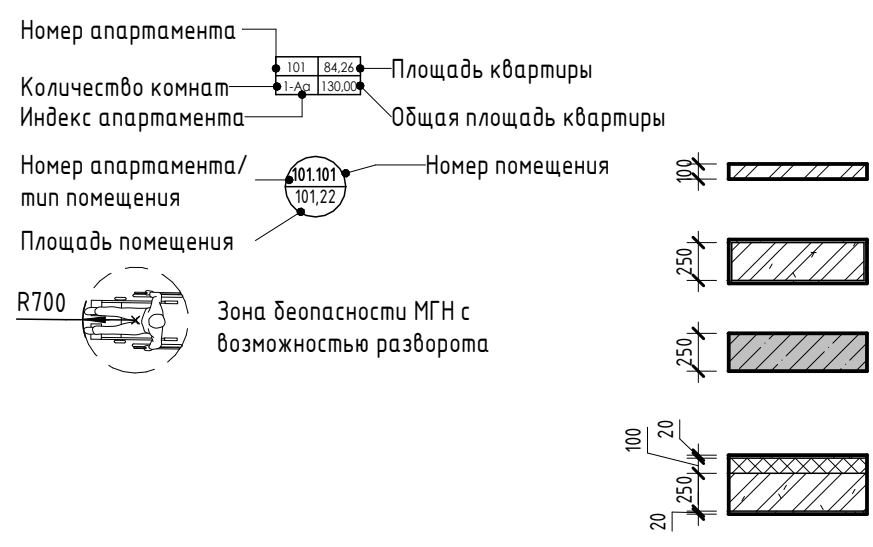 Номер апартамента
101 84,26
Площадь квартиры
Количество комнат
1-Аа 130,00
Индекс апартамента
Общая площадь квартиры
Номер апартамента/
тип помещения
101.101
101,22
Номер помещения
Площадь помещения
R700
Зона беопасности МГН с
возможностью разворота
100
250
250
100
20
250
20